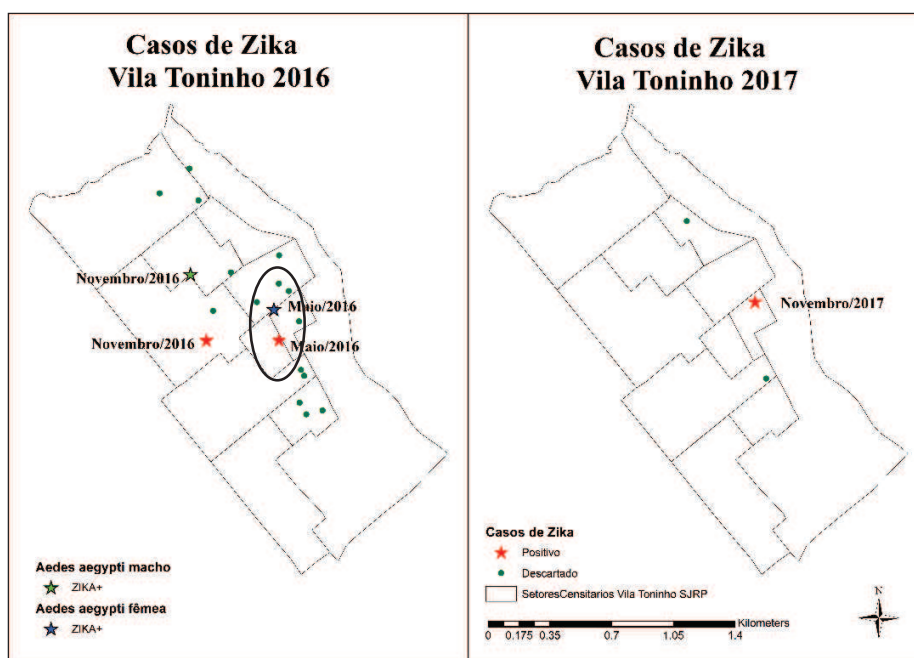 Casos de Zika
Vila Toninho 2016
Novembro/2016
Maio/2016
Novembro/2016
Maio/2016
Aedes aegypti macho
ZIKA+
Aedes aegypti fêmea
ZIKA+
Casos de Zika
Vila Toninho 2017
Novembro/2017
Casos de Zika
Positivo
Descartado
SetoresCensitarios Vila Toninho SJRP
Kilometers
0 0.175 0.35 0.7 1.05 1.4
N